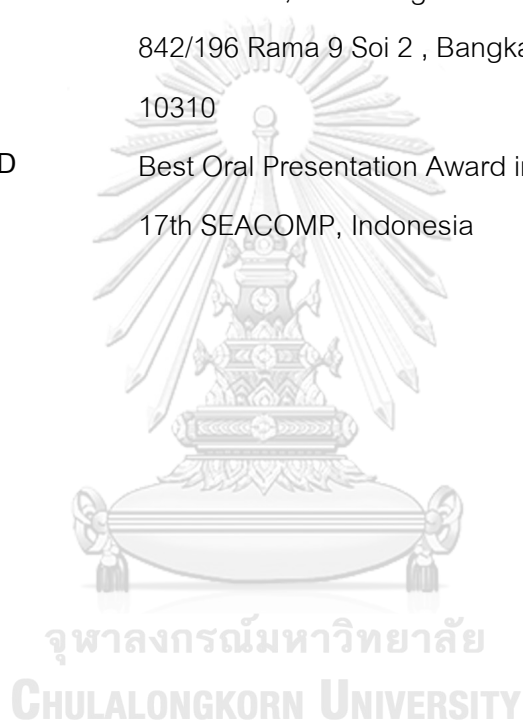 842/196 Rama 9 Soi 2 , Bangka
10310
D Best Oral Presentation Award i
17th SEACOMP, Indonesia
จุฬาลงกรณ์มหาวิทยาลัย
CHULALONGKORN UNIVERSITY